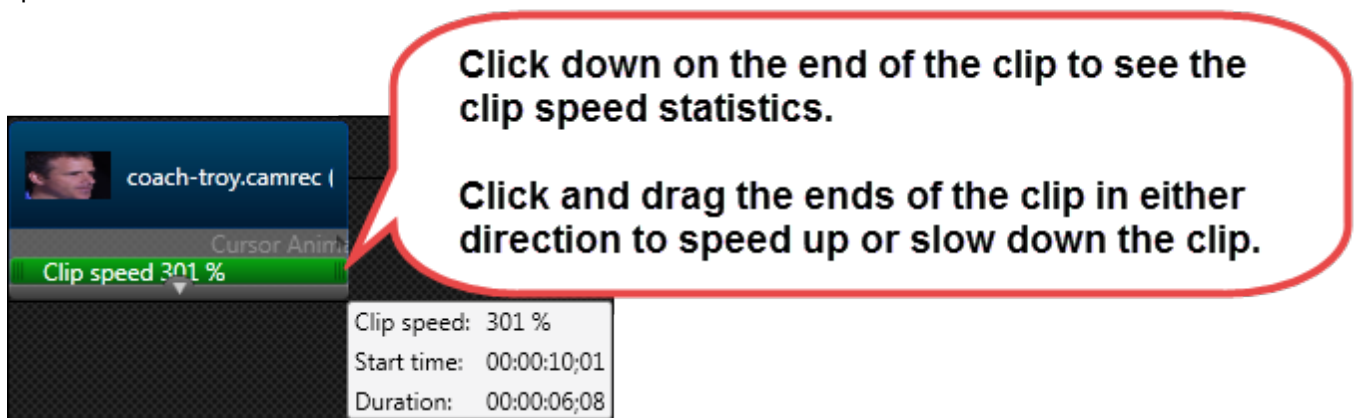 Click down on the end of the clip to see the
clip speed statistics.
Click and drag the ends of the clip in either
direction to speed up or slow down the clip.
coach-troy.camrec (
Cursor Anima
Clip speed 301 %
Clip speed: 301 %
Start time: 00:00:10;01
Duration: 00:00:06;08